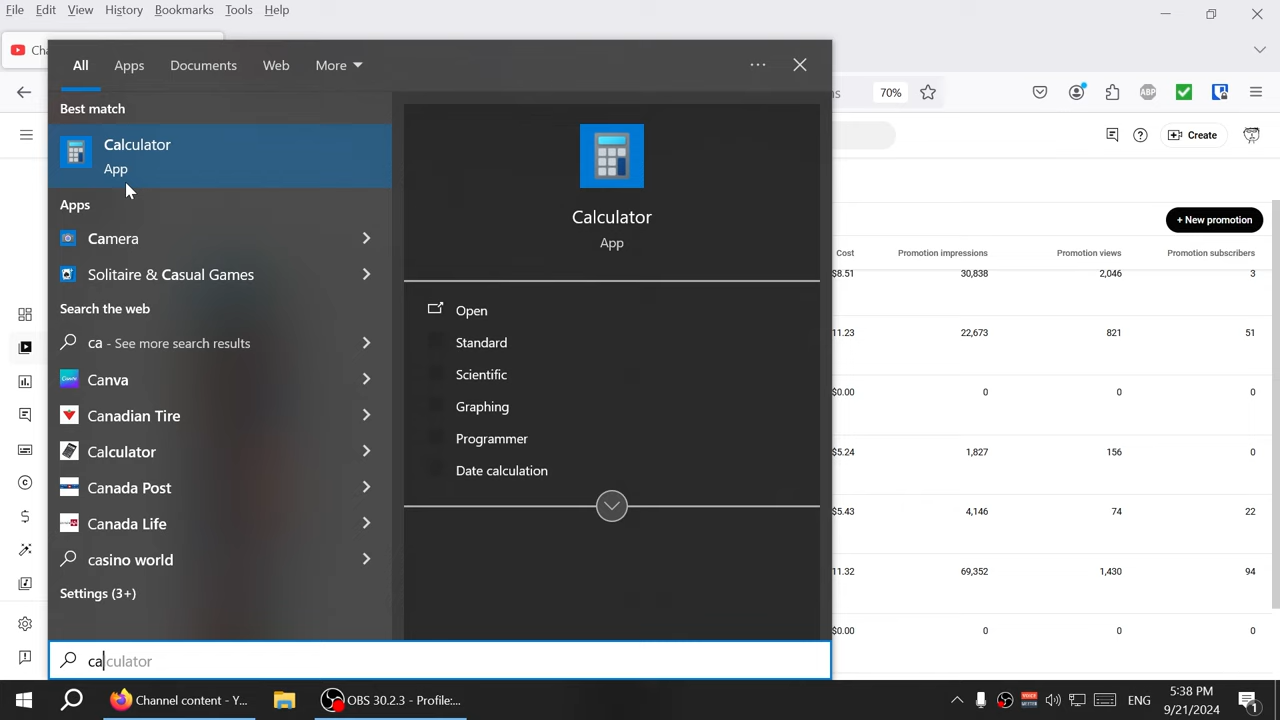 File Edit View History Bookmarks Tools Help
Cha
All Apps Documents Web More
70%
ABP
Best match
Calculator
App
Create
Apps
Camera
Solitaire & Casual Games
Search the web
ca - See more search results
Canva
Canadian Tire
Calculator
Canada Post
Canada Life
casino world
Settings (3+)
calculator
Calculator
App
Open
Standard
Scientific
Graphing
Programmer
Date calculation
+ New promotion
Cost Promotion impressions Promotion views Promotion subscribers
$8.51 30,838 2,046 3
11.23 22,673 821 51
$0.00 0 0 0
$5.24 1,827 156 0
$5.43 4,146 74 22
11.32 69,352 1,430 94
$0.00 0 0 0
Channel content - Y...
OBS 30.2.3 - Profile:...
ENG
5:38 PM
9/21/2024
1